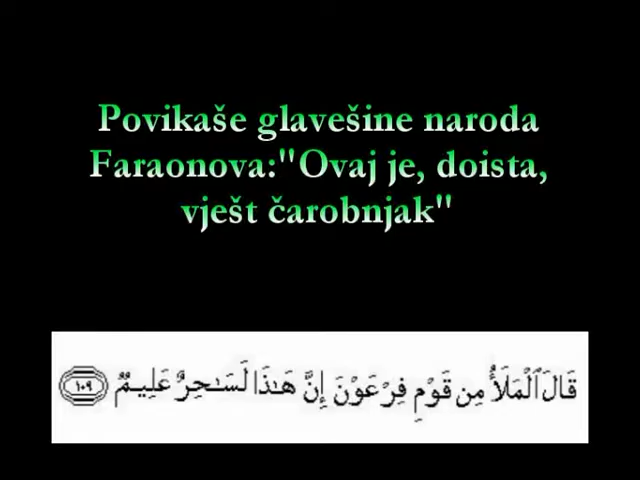 Povikaše glavešine naroda
Faraonova:"Ovaj je, doista,
vješt čarobnjak"
قَالَ ٱلْمَلَأُ مِن قَوْمِ فِرْعَوْنَ إِنَّ هَـٰذَا لَسَـٰحِرٌ عَلِيمٌ ١٠٩